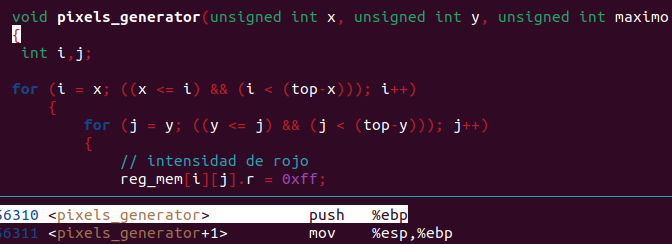 void pixels_generator(unsigned int x, unsigned int y, unsigned int maximo
{
int i,j;
for (i = x; ((x <= i) && (i < (top-x))); i++)
{
for (j = y; ((y <= j) && (j < (top-y))); j++)
{
// intensidad de rojo
reg_mem[i][j].r = 0xff;
56310 <pixels_generator> push %ebp
56311 <pixels_generator+1> mov %esp,%ebp